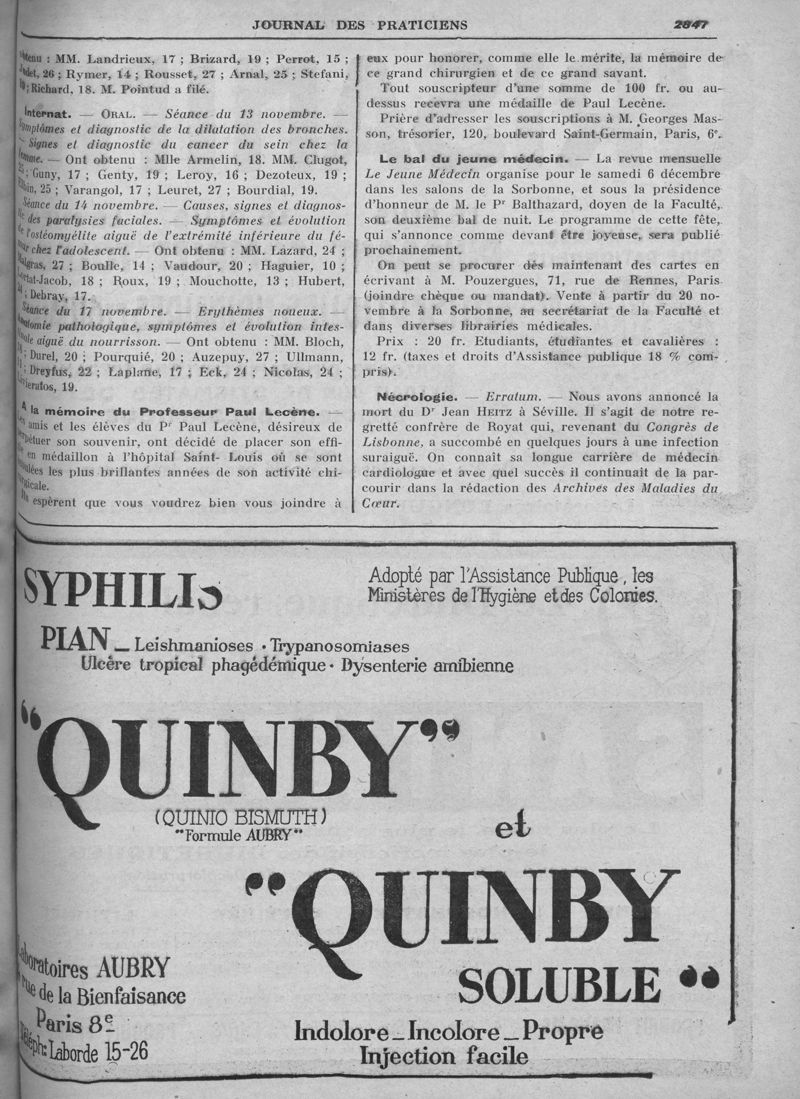 JOURNAL DES PRATICIENS 2847
: MM. Landrieux, 17 ; Brizard, 19 ; Perrot, 15 ;
26 ; Rymer, 14 ; Rousset, 27 ; Arnal, 25 ; Stefani,
Richard, 18. M. Pointud a filé.
Internat. — ORAL. — Séance du 13 novembre. —
Symptômes et diagnostic de la dilatation des bronches.
— Signes et diagnostic du cancer du sein chez la
femme. — Ont obtenu : Mlle Armelin, 18. MM. Clugot,
Guny, 17 ; Genty, 19 ; Leroy, 16 ; Dezoteux, 19 ;
25 ; Varangol, 17 ; Leuret, 27 ; Bourdial, 19.
Séance du 14 novembre. — Causes, signes et diagnos-
des paralysies faciales. — Symptômes et évolution
l'ostéomyélite aiguë de l'extrémité inférieure du fé-
chez l'adolescent. — Ont obtenu : MM. Lazard, 24 ;
27 ; Boulle, 14 ; Vaudour, 20 ; Haguier, 10 ;
-Jacob, 18 ; Roux, 19 ; Mouchotte, 13 ; Hubert,
Debray, 17.
Séance du 17 novembre. — Erythèmes noueux. —
pathologique, symptômes et évolution intes-
aiguë du nourrisson. — Ont obtenu : MM. Bloch,
Durel, 20 ; Pourquié, 20 ; Auzepuy, 27 ; Ullmann,
Dreyfus, 22 ; Laplane, 17 ; Eck, 24 ; Nicolas, 24 ;
19.
A la mémoire du Professeur Paul Lecène. —
Les amis et les élèves du Pr Paul Lecène, désireux de
perpétuer son souvenir, ont décidé de placer son effi-
en médaillon à l'hôpital Saint- Louis où se sont
les plus brillantes années de son activité chi-
rurgicale.
Ils espèrent que vous voudrez bien vous joindre à
eux pour honorer, comme elle le mérite, la mémoire de
ce grand chirurgien et de ce grand savant.
Tout souscripteur d'une somme de 100 fr. ou au-
dessus recevra une médaille de Paul Lecène.
Prière d'adresser les souscriptions à M. Georges Mas-
son, trésorier, 120, boulevard Saint-Germain, Paris, 6e.
Le bal du jeune médecin. — La revue mensuelle
Le Jeune Médecin organise pour le samedi 6 décembre
dans les salons de la Sorbonne, et sous la présidence
d'honneur de M. le Pr Balthazard, doyen de la Faculté,
son deuxième bal de nuit. Le programme de cette fête,
qui s'annonce comme devant être joyeuse, sera publié
prochainement.
On peut se procurer dès maintenant des cartes en
écrivant à M. Pouzergues, 71, rue de Rennes, Paris
(joindre chèque ou mandat). Vente à partir du 20 no-
vembre à la Sorbonne, au secrétariat de la Faculté et
dans diverses librairies médicales.
Prix : 20 fr. Etudiants, étudiantes et cavalières :
12 fr. (taxes et droits d'Assistance publique 18 % com-
pris).
Nécrologie. — Erratum. — Nous avons annoncé la
mort du Dr Jean HEITZ à Séville. Il s'agit de notre re-
gretté confrère de Royat qui, revenant du Congrès de
Lisbonne, a succombé en quelques jours à une infection
suraiguë. On connaît sa longue carrière de médecin
cardiologue et avec quel succès il continuait de la par-
courir dans la rédaction des Archives des Maladies du
Cœur.
SYPHILIS
Adopté par l'Assistance Publique, les
Ministères de l'Hygiène et des Colonies.
PIAN — Leishmanioses • Trypanosomiases
Ulcère tropical phagédémique • Dysenterie amibienne
"QUINBY"
(QUINIO BISMUTH)
"Formule AUBRY"
et
"QUINBY
SOLUBLE"
Laboratoires AUBRY
rue de la Bienfaisance
Paris 8e
Téléph: Laborde 15-26
Indolore — Incolore — Propre
Injection facile